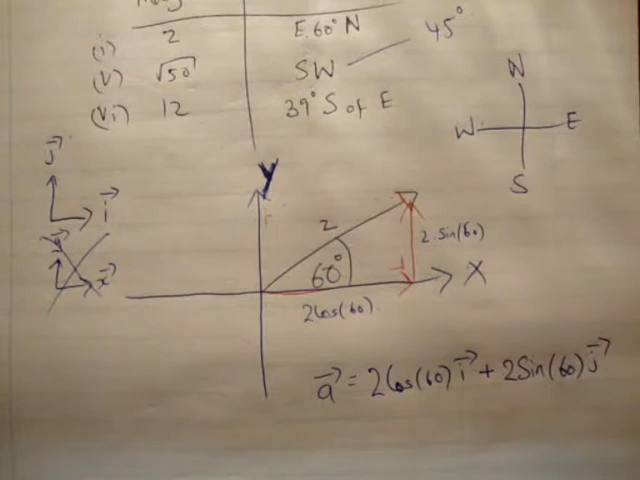 Mag
(i) 2 E.60°N
(v) √50 SW 45°
(vi) 12 39°S of E
N
W E
S
j
i
x
Y
2
60°
2 Sin(60)
X
2Cos(60)
a = 2Cos(60) i + 2Sin(60) j